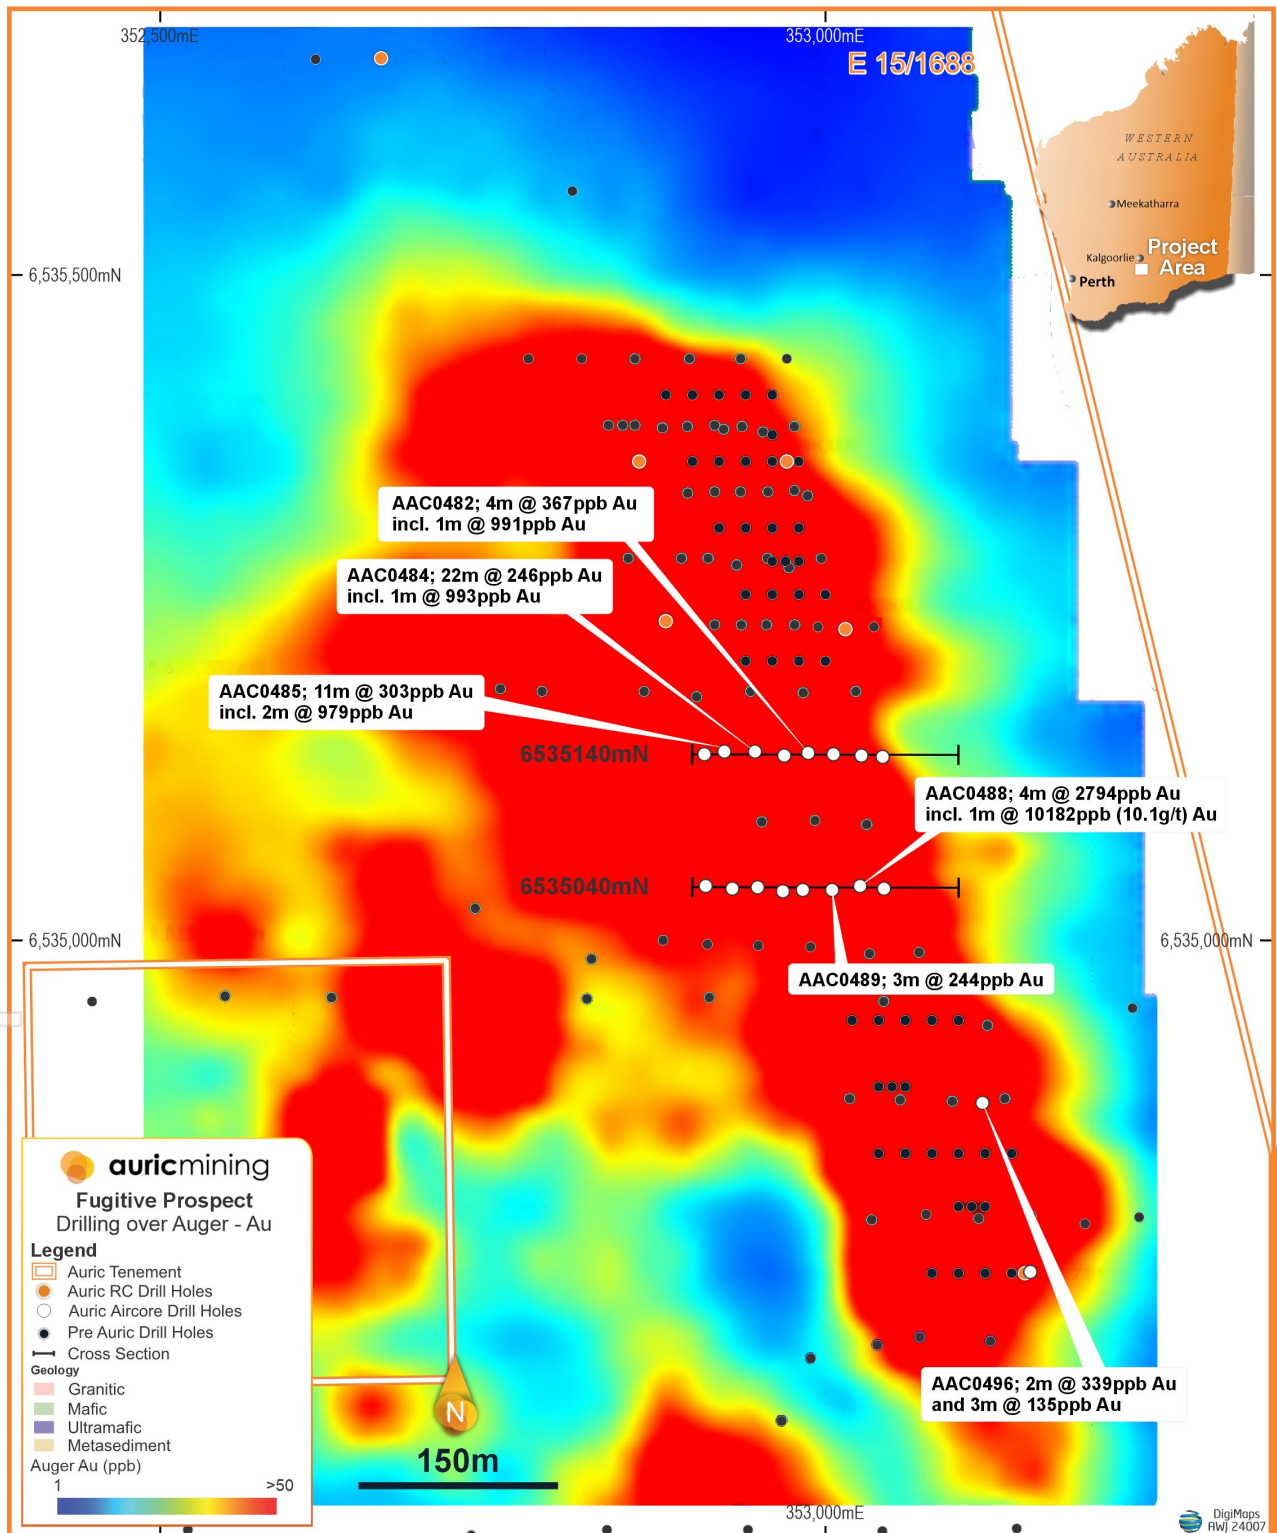 352,500mE
353,000mE
E 15/1688
WESTERN
AUSTRALIA
Meekatharra
Kalgoorlie
Project
Area
Perth
6,535,500mN
AAC0482; 4m @ 367ppb Au
incl. 1m @ 991ppb Au
AAC0484; 22m @ 246ppb Au
incl. 1m @ 993ppb Au
AAC0485; 11m @ 303ppb Au
incl. 2m @ 979ppb Au
6535140mN
AAC0488; 4m @ 2794ppb Au
incl. 1m @ 10182ppb (10.1g/t) Au
6535040mN
6,535,000mN
6,535,000mN
AAC0489; 3m @ 244ppb Au
auricmining
Fugitive Prospect
Drilling over Auger - Au
Legend
Auric Tenement
Auric RC Drill Holes
Auric Aircore Drill Holes
Pre Auric Drill Holes
Cross Section
Geology
Granitic
Mafic
Ultramafic
Metasediment
Auger Au (ppb)
1 >50
N
150m
AAC0496; 2m @ 339ppb Au
and 3m @ 135ppb Au
353,000mE
DigiMaps
AWJ 24007